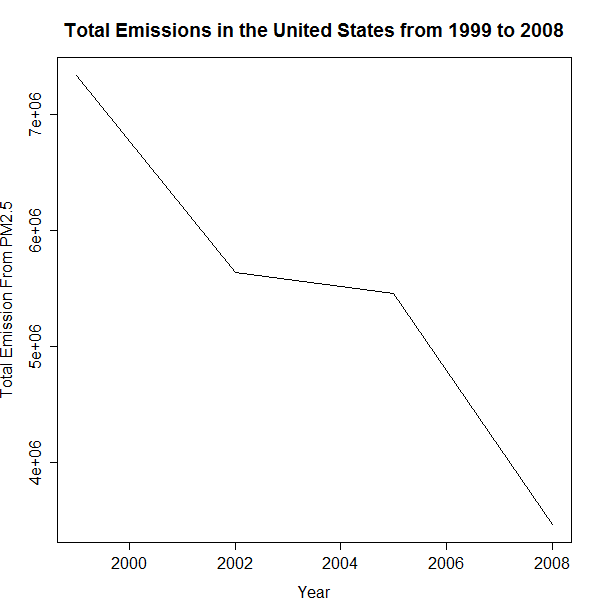 Total Emissions in the United States from 1999 to 2008
Total Emission From PM2.5
7e+06
6e+06
5e+06
4e+06
2000 2002 2004 2006 2008
Year